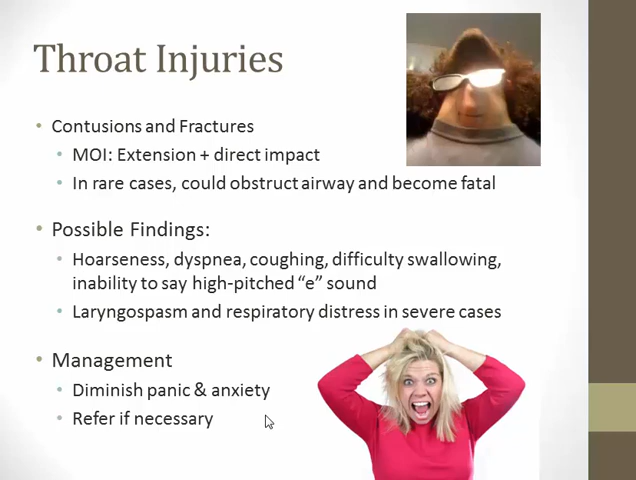 Throat Injuries
• Contusions and Fractures
• MOI: Extension + direct impact
• In rare cases, could obstruct airway and become fatal
• Possible Findings:
• Hoarseness, dyspnea, coughing, difficulty swallowing,
inability to say high-pitched “e” sound
• Laryngospasm and respiratory distress in severe cases
• Management
• Diminish panic & anxiety
• Refer if necessary